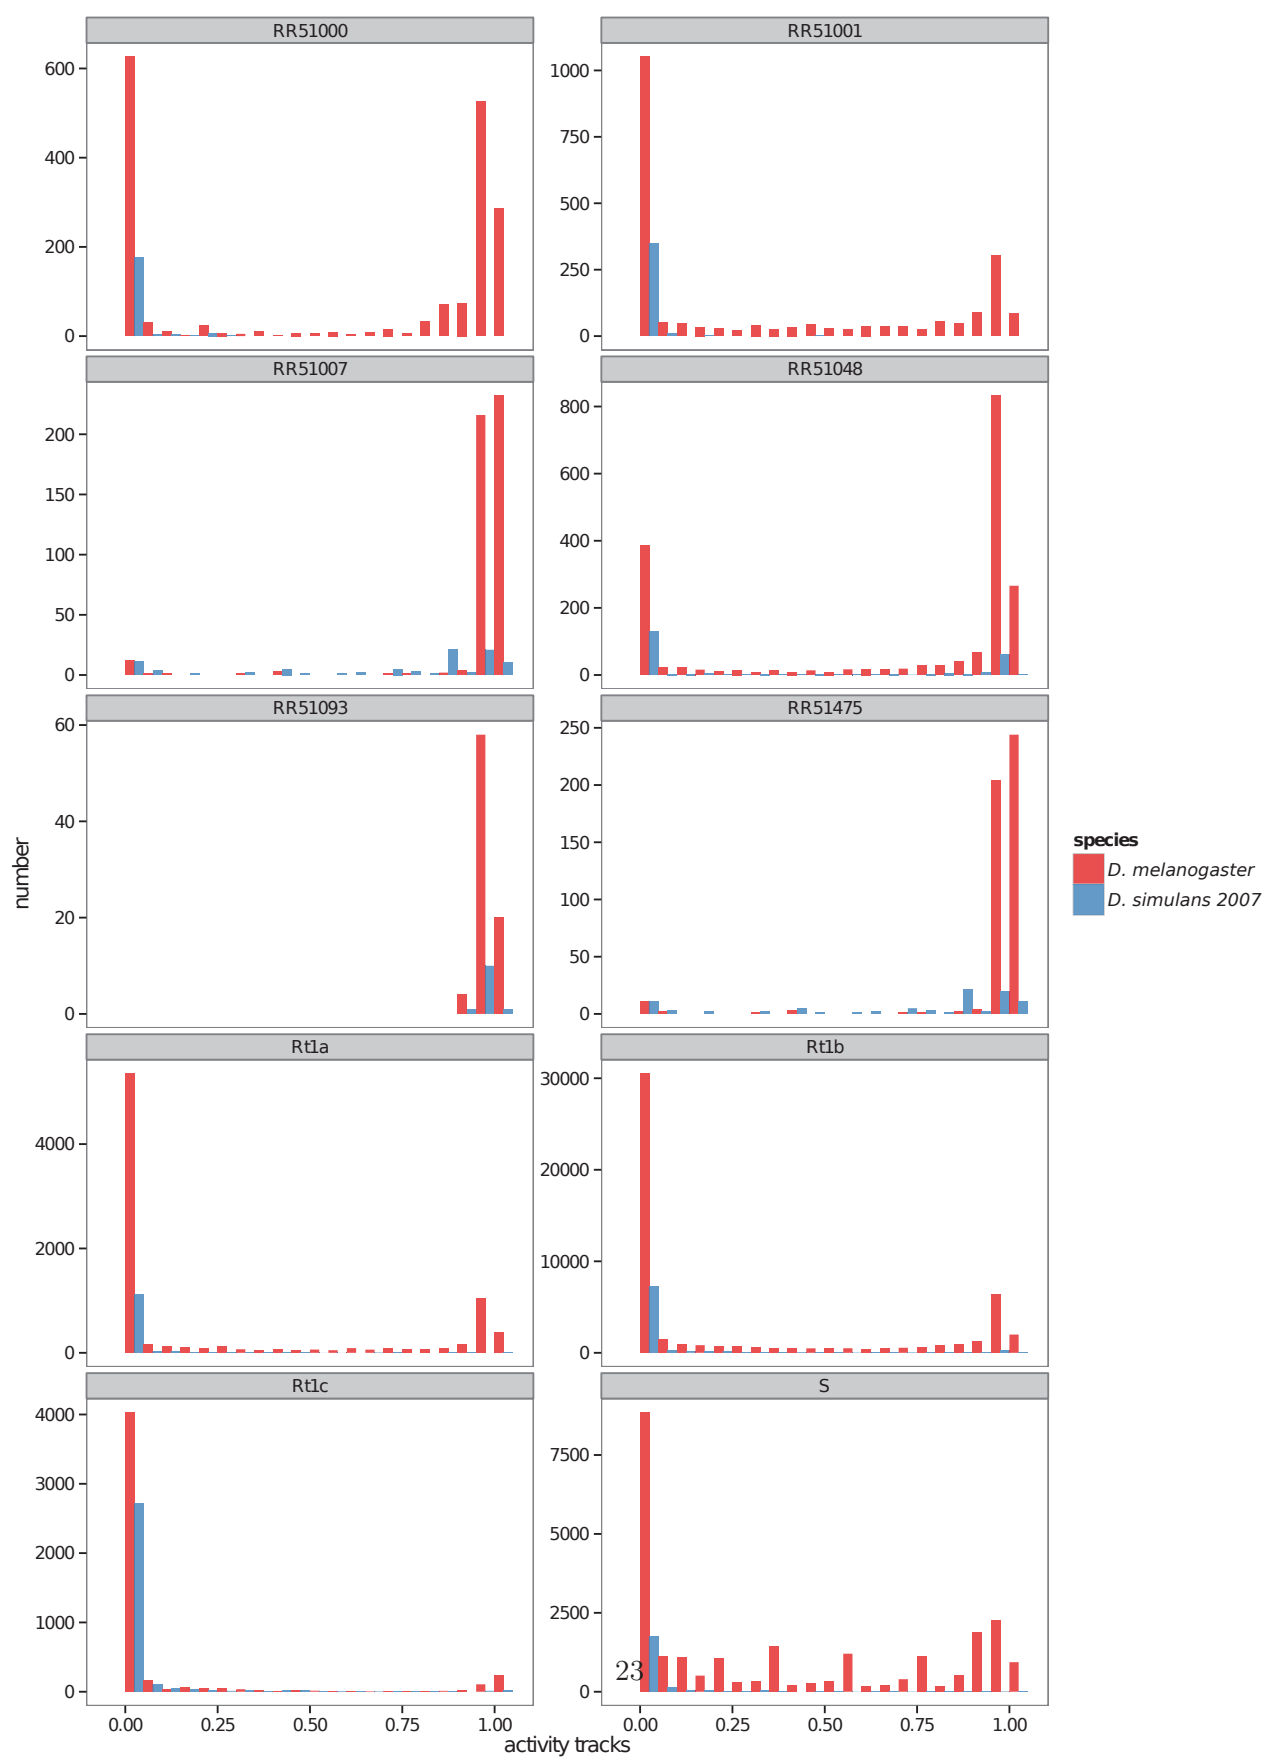 RR51000
RR51001
600
400
200
0
1000
750
500
250
0
RR51007
RR51048
200
150
100
50
0
800
600
400
200
0
RR51093
RR51475
60
40
20
0
250
200
150
100
50
0
number
species
D. melanogaster
D. simulans 2007
Rt1a
Rt1b
4000
2000
0
30000
20000
10000
0
Rt1c
S
4000
3000
2000
1000
0
7500
5000
2500
0
23
0.00 0.25 0.50 0.75 1.00
0.00 0.25 0.50 0.75 1.00
activity tracks